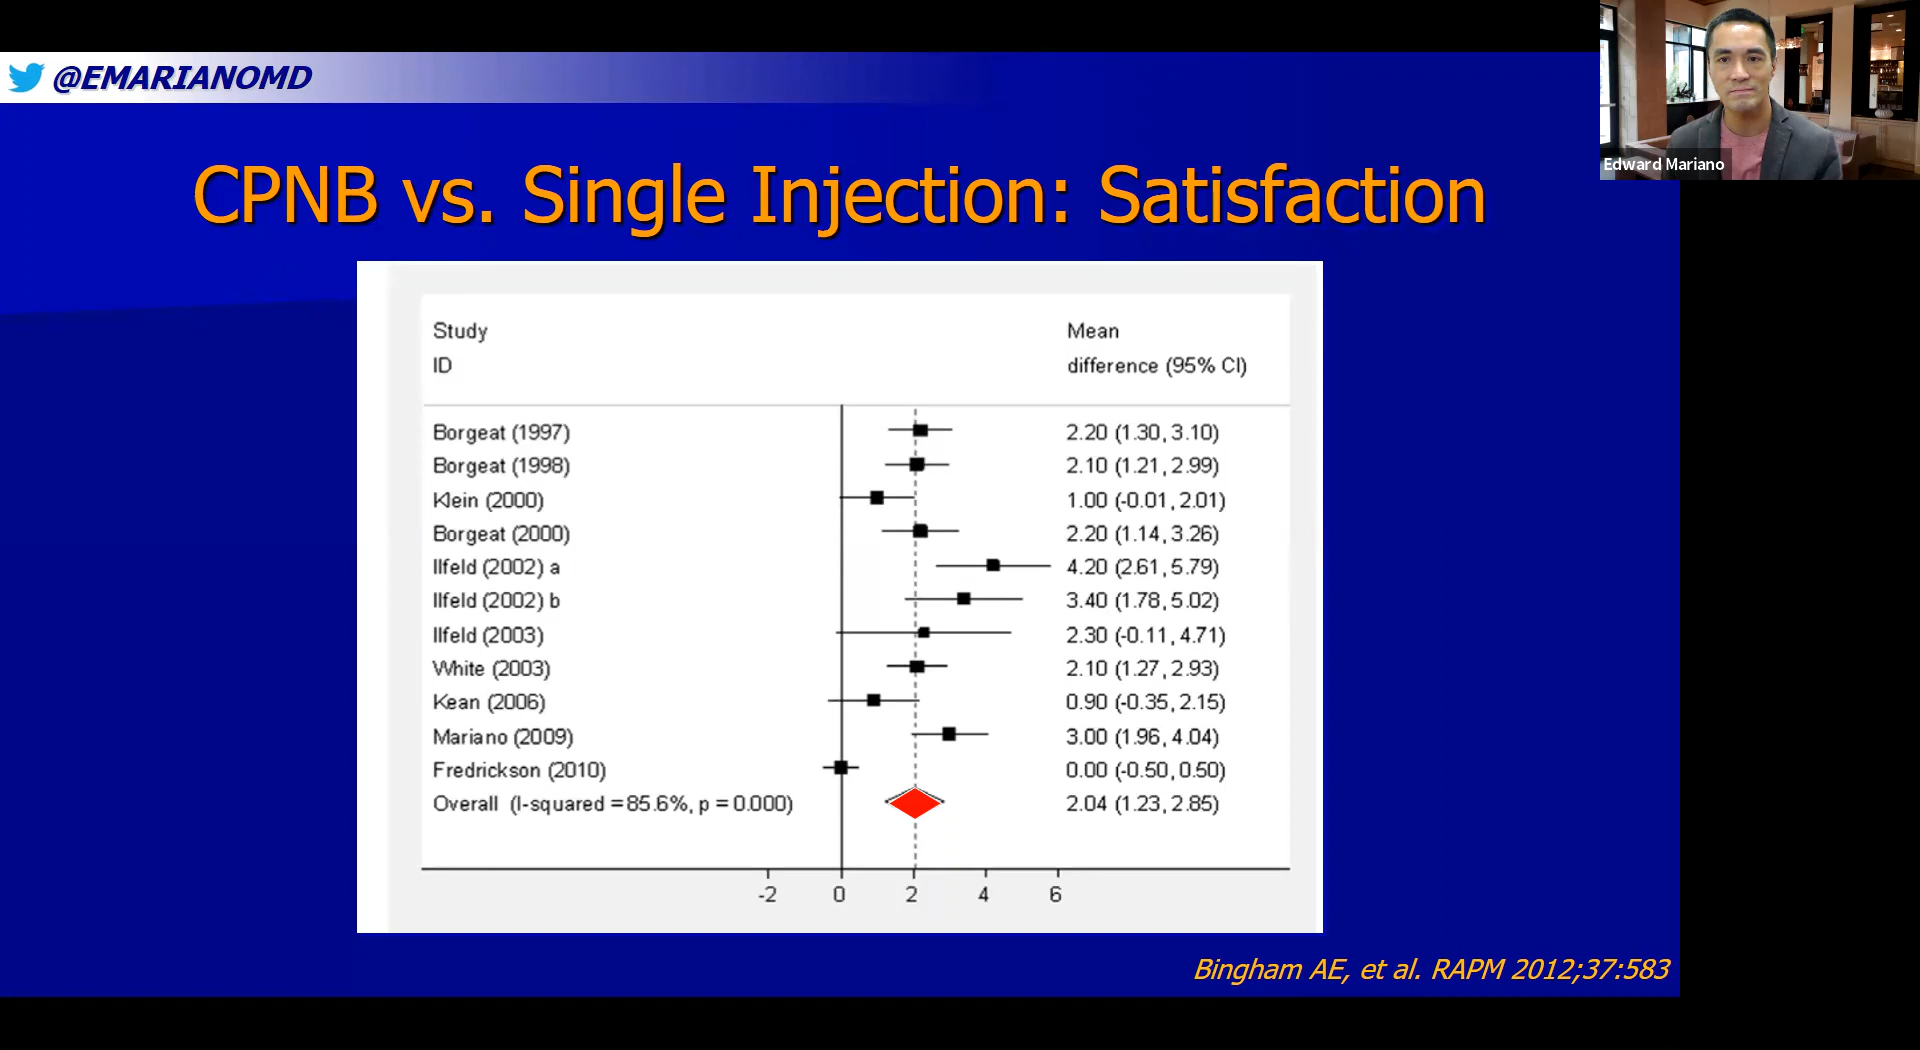 @EMARIANOMD
Edward Mariano
CPNB vs. Single Injection: Satisfaction
Study Mean
ID difference (95% CI)
Borgeat (1997) 2.20 (1.30, 3.10)
Borgeat (1998) 2.10 (1.21, 2.99)
Klein (2000) 1.00 (-0.01, 2.01)
Borgeat (2000) 2.20 (1.14, 3.26)
Ilfeld (2002) a 4.20 (2.61, 5.79)
Ilfeld (2002) b 3.40 (1.78, 5.02)
Ilfeld (2003) 2.30 (-0.11, 4.71)
White (2003) 2.10 (1.27, 2.93)
Kean (2006) 0.90 (-0.35, 2.15)
Mariano (2009) 3.00 (1.96, 4.04)
Fredrickson (2010) 0.00 (-0.50, 0.50)
Overall (I-squared = 85.6%, p = 0.000) 2.04 (1.23, 2.85)
-2 0 2 4 6
Bingham AE, et al. RAPM 2012;37:583